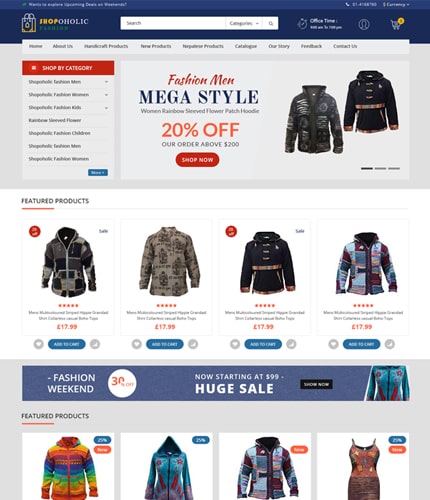 Wants to explore Upcoming Deals on Weekends?
01-4168760
$ Currency
SHOPOHOLIC
Fashion
Search
Categories
Office Time :
9:00 am To 7:00 pm
0
Home
About Us
Handicraft Products
New Products
Nepalese Products
Catalogue
Our Story
Feedback
Contact Us
SHOP BY CATEGORY
Shopoholic Fashion Men
Shopoholic Fashion Women
Shopoholic Fashion Kids
Rainbow Sleeved Flower
Shopoholic Fashion Children
Shopoholic Fashion Men
Shopoholic Fashion Women
More +
Fashion Men
MEGA STYLE
Women Rainbow Sleeved Flower Patch Hoodie
20% OFF
OUR ORDER ABOVE $200
SHOP NOW
FEATURED PRODUCTS
Sale
Mens Multicoloured Striped Hippie Grandad
Shirt Collarless casual Boho Tops
£17.99
ADD TO CART
Mens Multicoloured Striped Hippie Grandad
Shirt Collarless casual Boho Tops
£17.99
ADD TO CART
Sale
Mens Multicoloured Striped Hippie Grandad
Shirt Collarless casual Boho Tops
£17.99
ADD TO CART
Mens Multicoloured Striped Hippie Grandad
Shirt Collarless casual Boho Tops
£17.99
ADD TO CART
- FASHION
WEEKEND
30% OFF
NOW STARTING AT $99 -
HUGE SALE
SHOW NOW
FEATURED PRODUCTS
25%
New
25%
New
25%
New